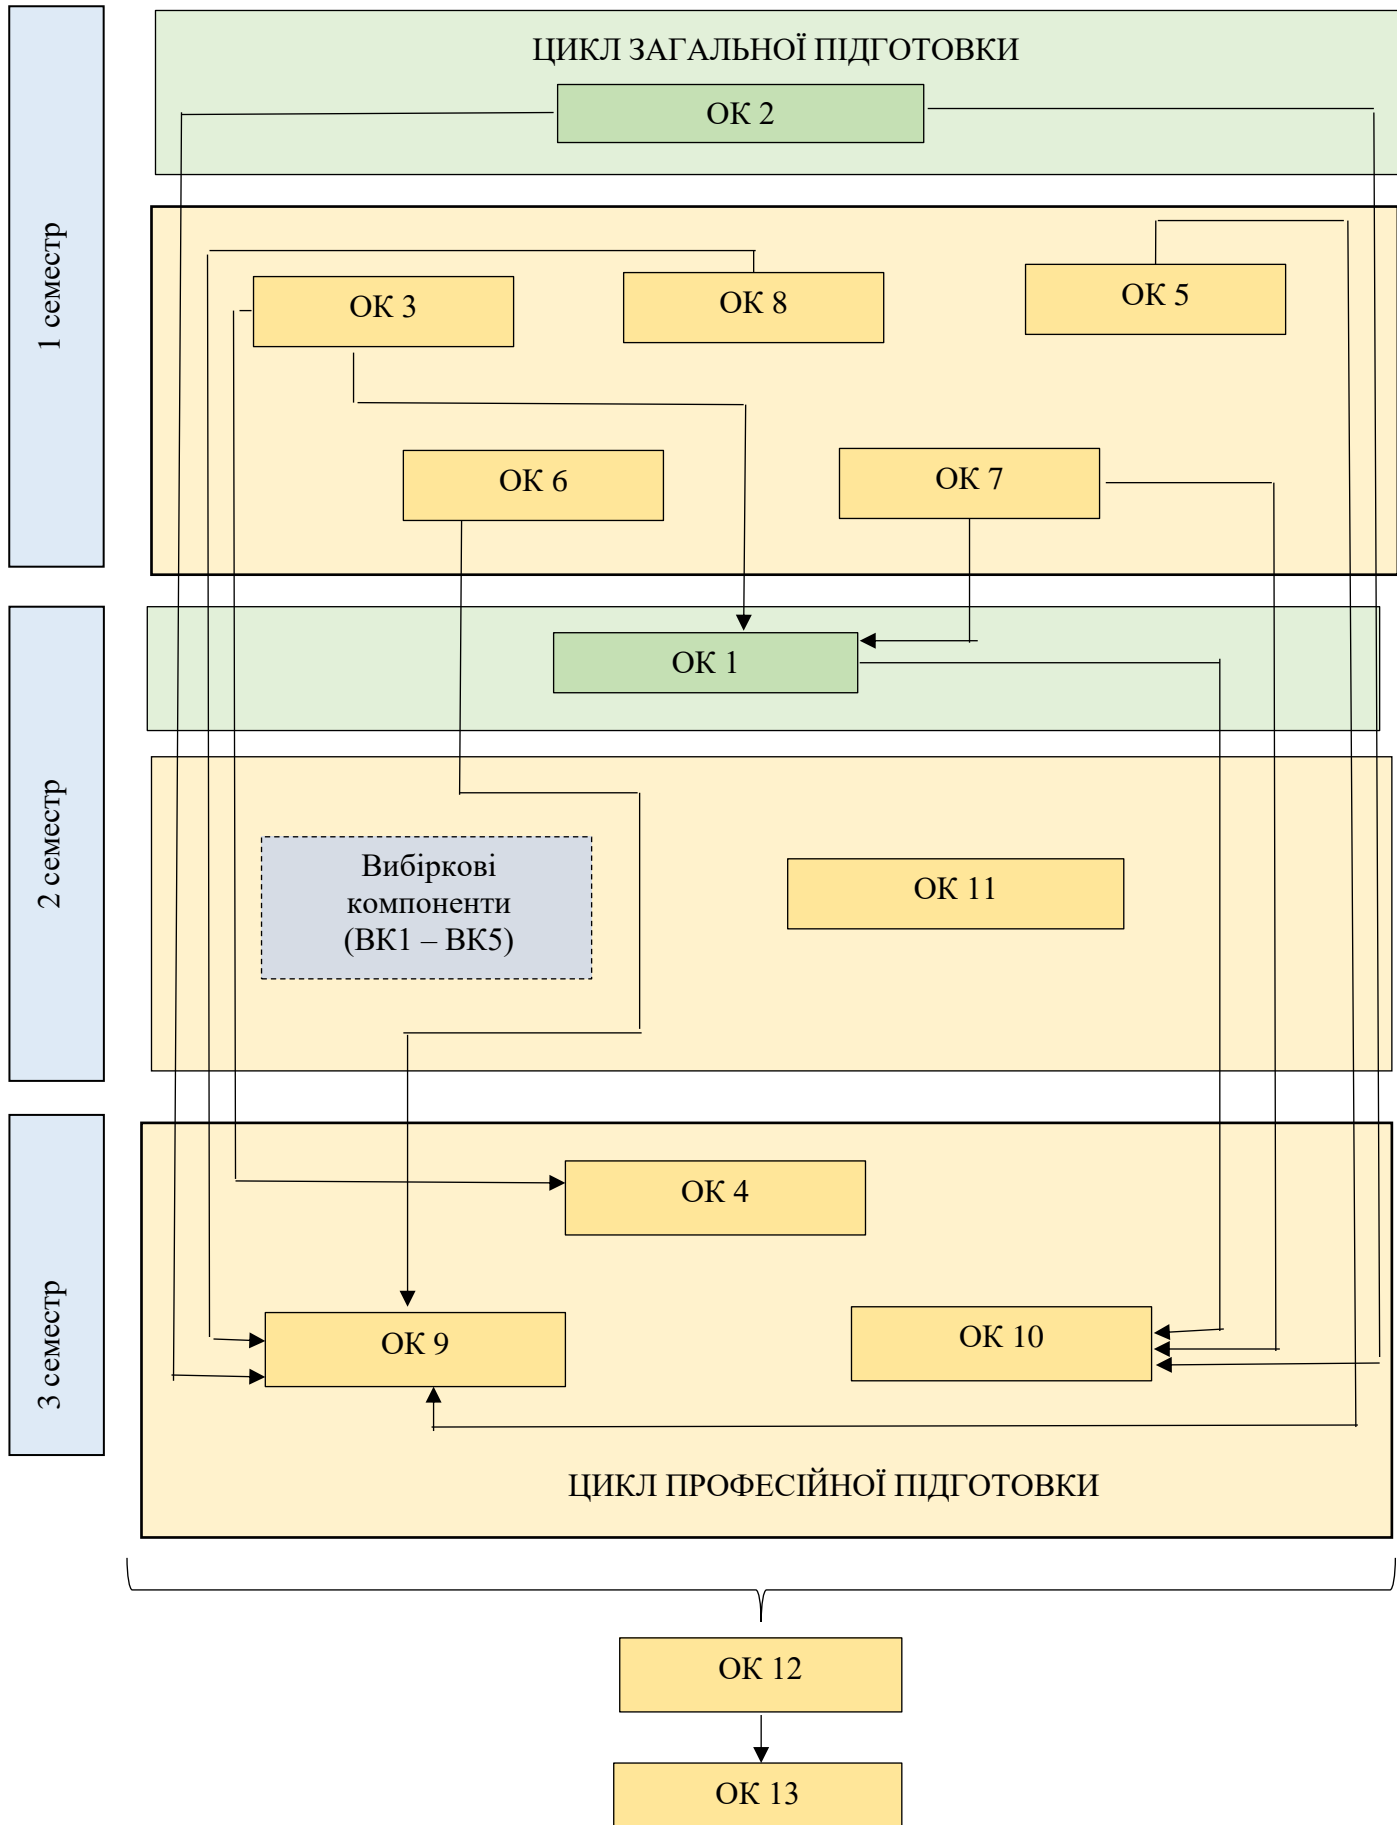 ЦИКЛ ЗАГАЛЬНОЇ ПІДГОТОВКИ
ОК 2
1 семестр
ОК 3
ОК 8
ОК 5
ОК 6
ОК 7
2 семестр
ОК 1
Вибіркові
компоненти
(ВК1 – ВК5)
ОК 11
3 семестр
ОК 4
ОК 9
ОК 10
ЦИКЛ ПРОФЕСІЙНОЇ ПІДГОТОВКИ
ОК 12
ОК 13